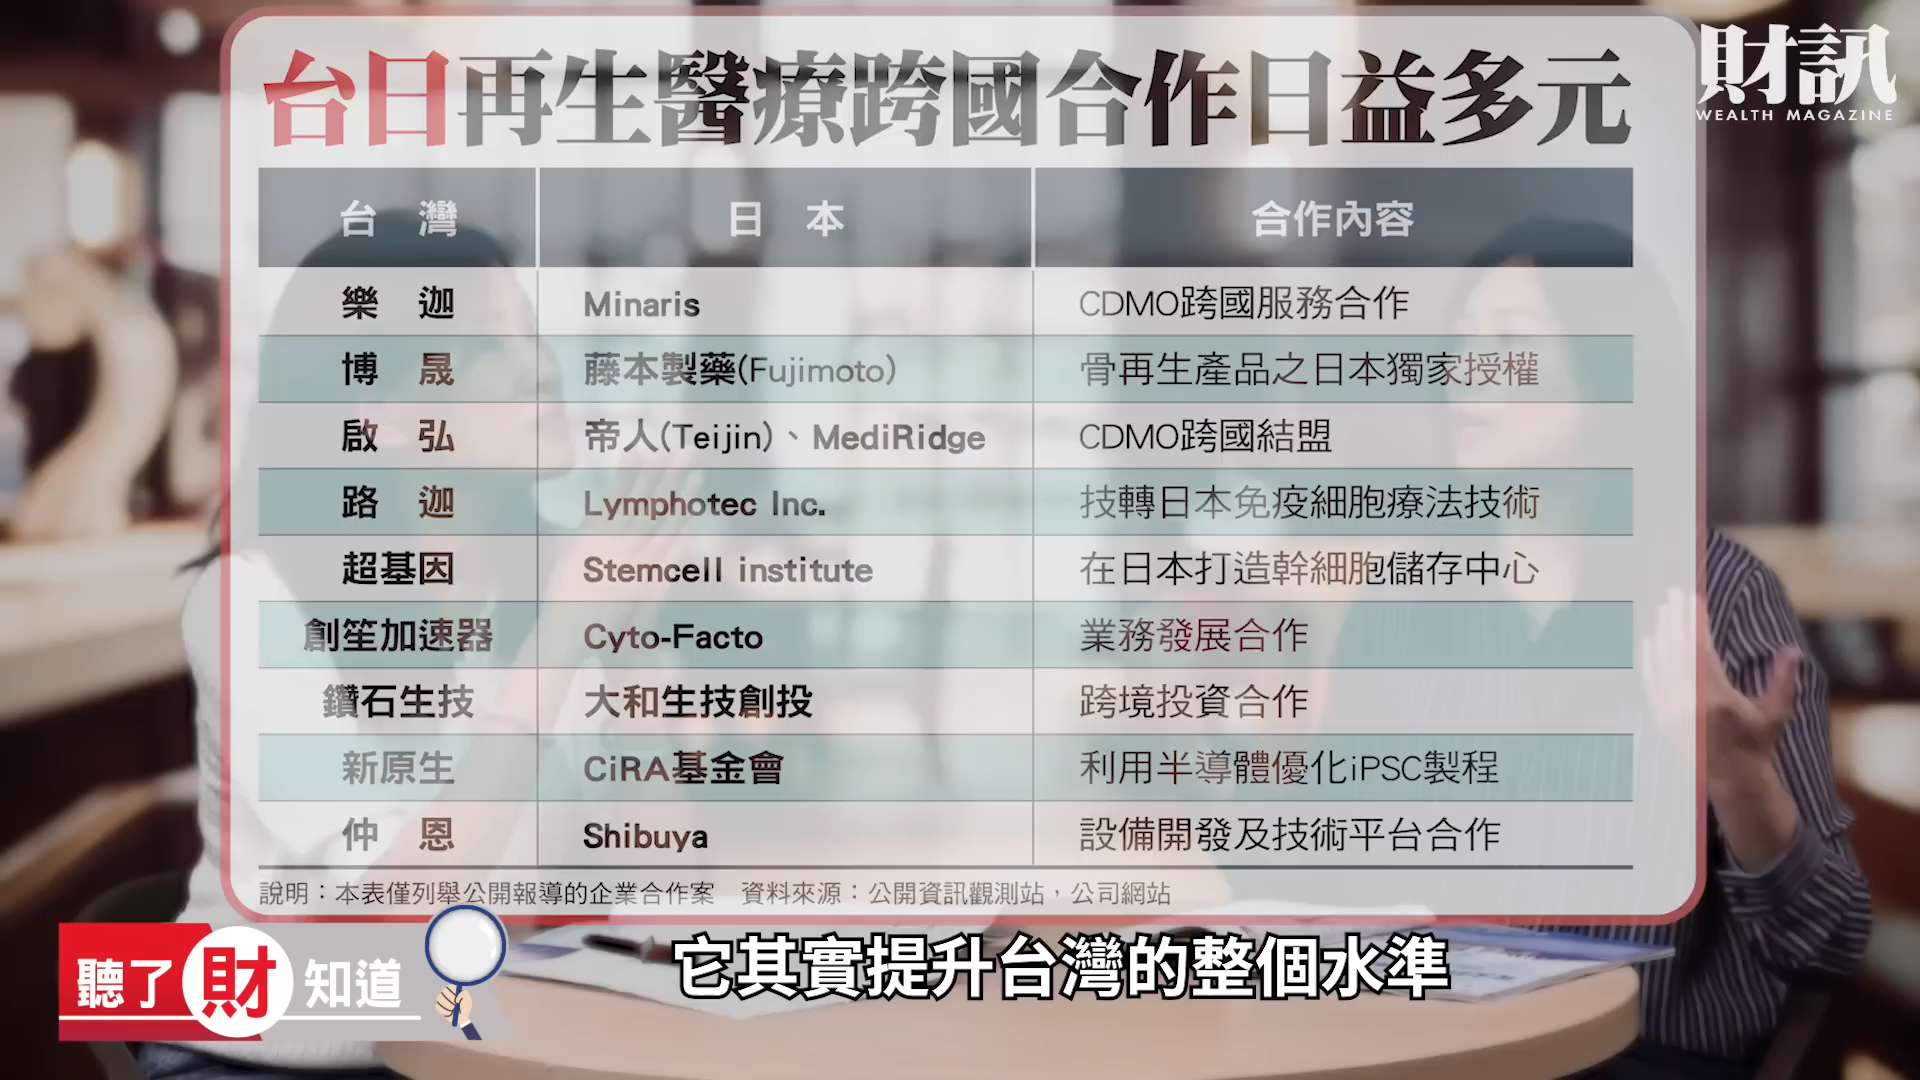 台日再生醫療跨國合作日益多元
財訊
WEALTH MAGAZINE
台 灣 日 本 合作內容
樂 迦 Minaris CDMO跨國服務合作
博 晟 藤本製藥(Fujimoto) 骨再生產品之日本獨家授權
啟 弘 帝人(Teijin)、MediRidge CDMO跨國結盟
路 迦 Lymphotec Inc. 技轉日本免疫細胞療法技術
超基因 Stemcell institute 在日本打造幹細胞儲存中心
創笙加速器 Cyto-Facto 業務發展合作
鑽石生技 大和生技創投 跨境投資合作
新原生 CiRA基金會 利用半導體優化iPSC製程
仲 恩 Shibuya 設備開發及技術平台合作
說明：本表僅列舉公開報導的企業合作案 資料來源：公開資訊觀測站，公司網站
聽了財知道
它其實提升台灣的整個水準